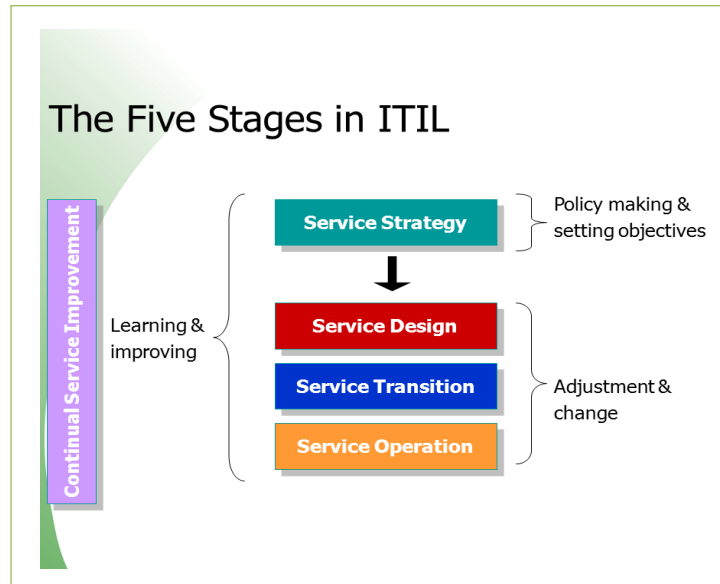 The Five Stages in ITIL
Continual Service Improvement
Learning &
improving
Service Strategy
Service Design
Service Transition
Service Operation
Policy making &
setting objectives
Adjustment &
change